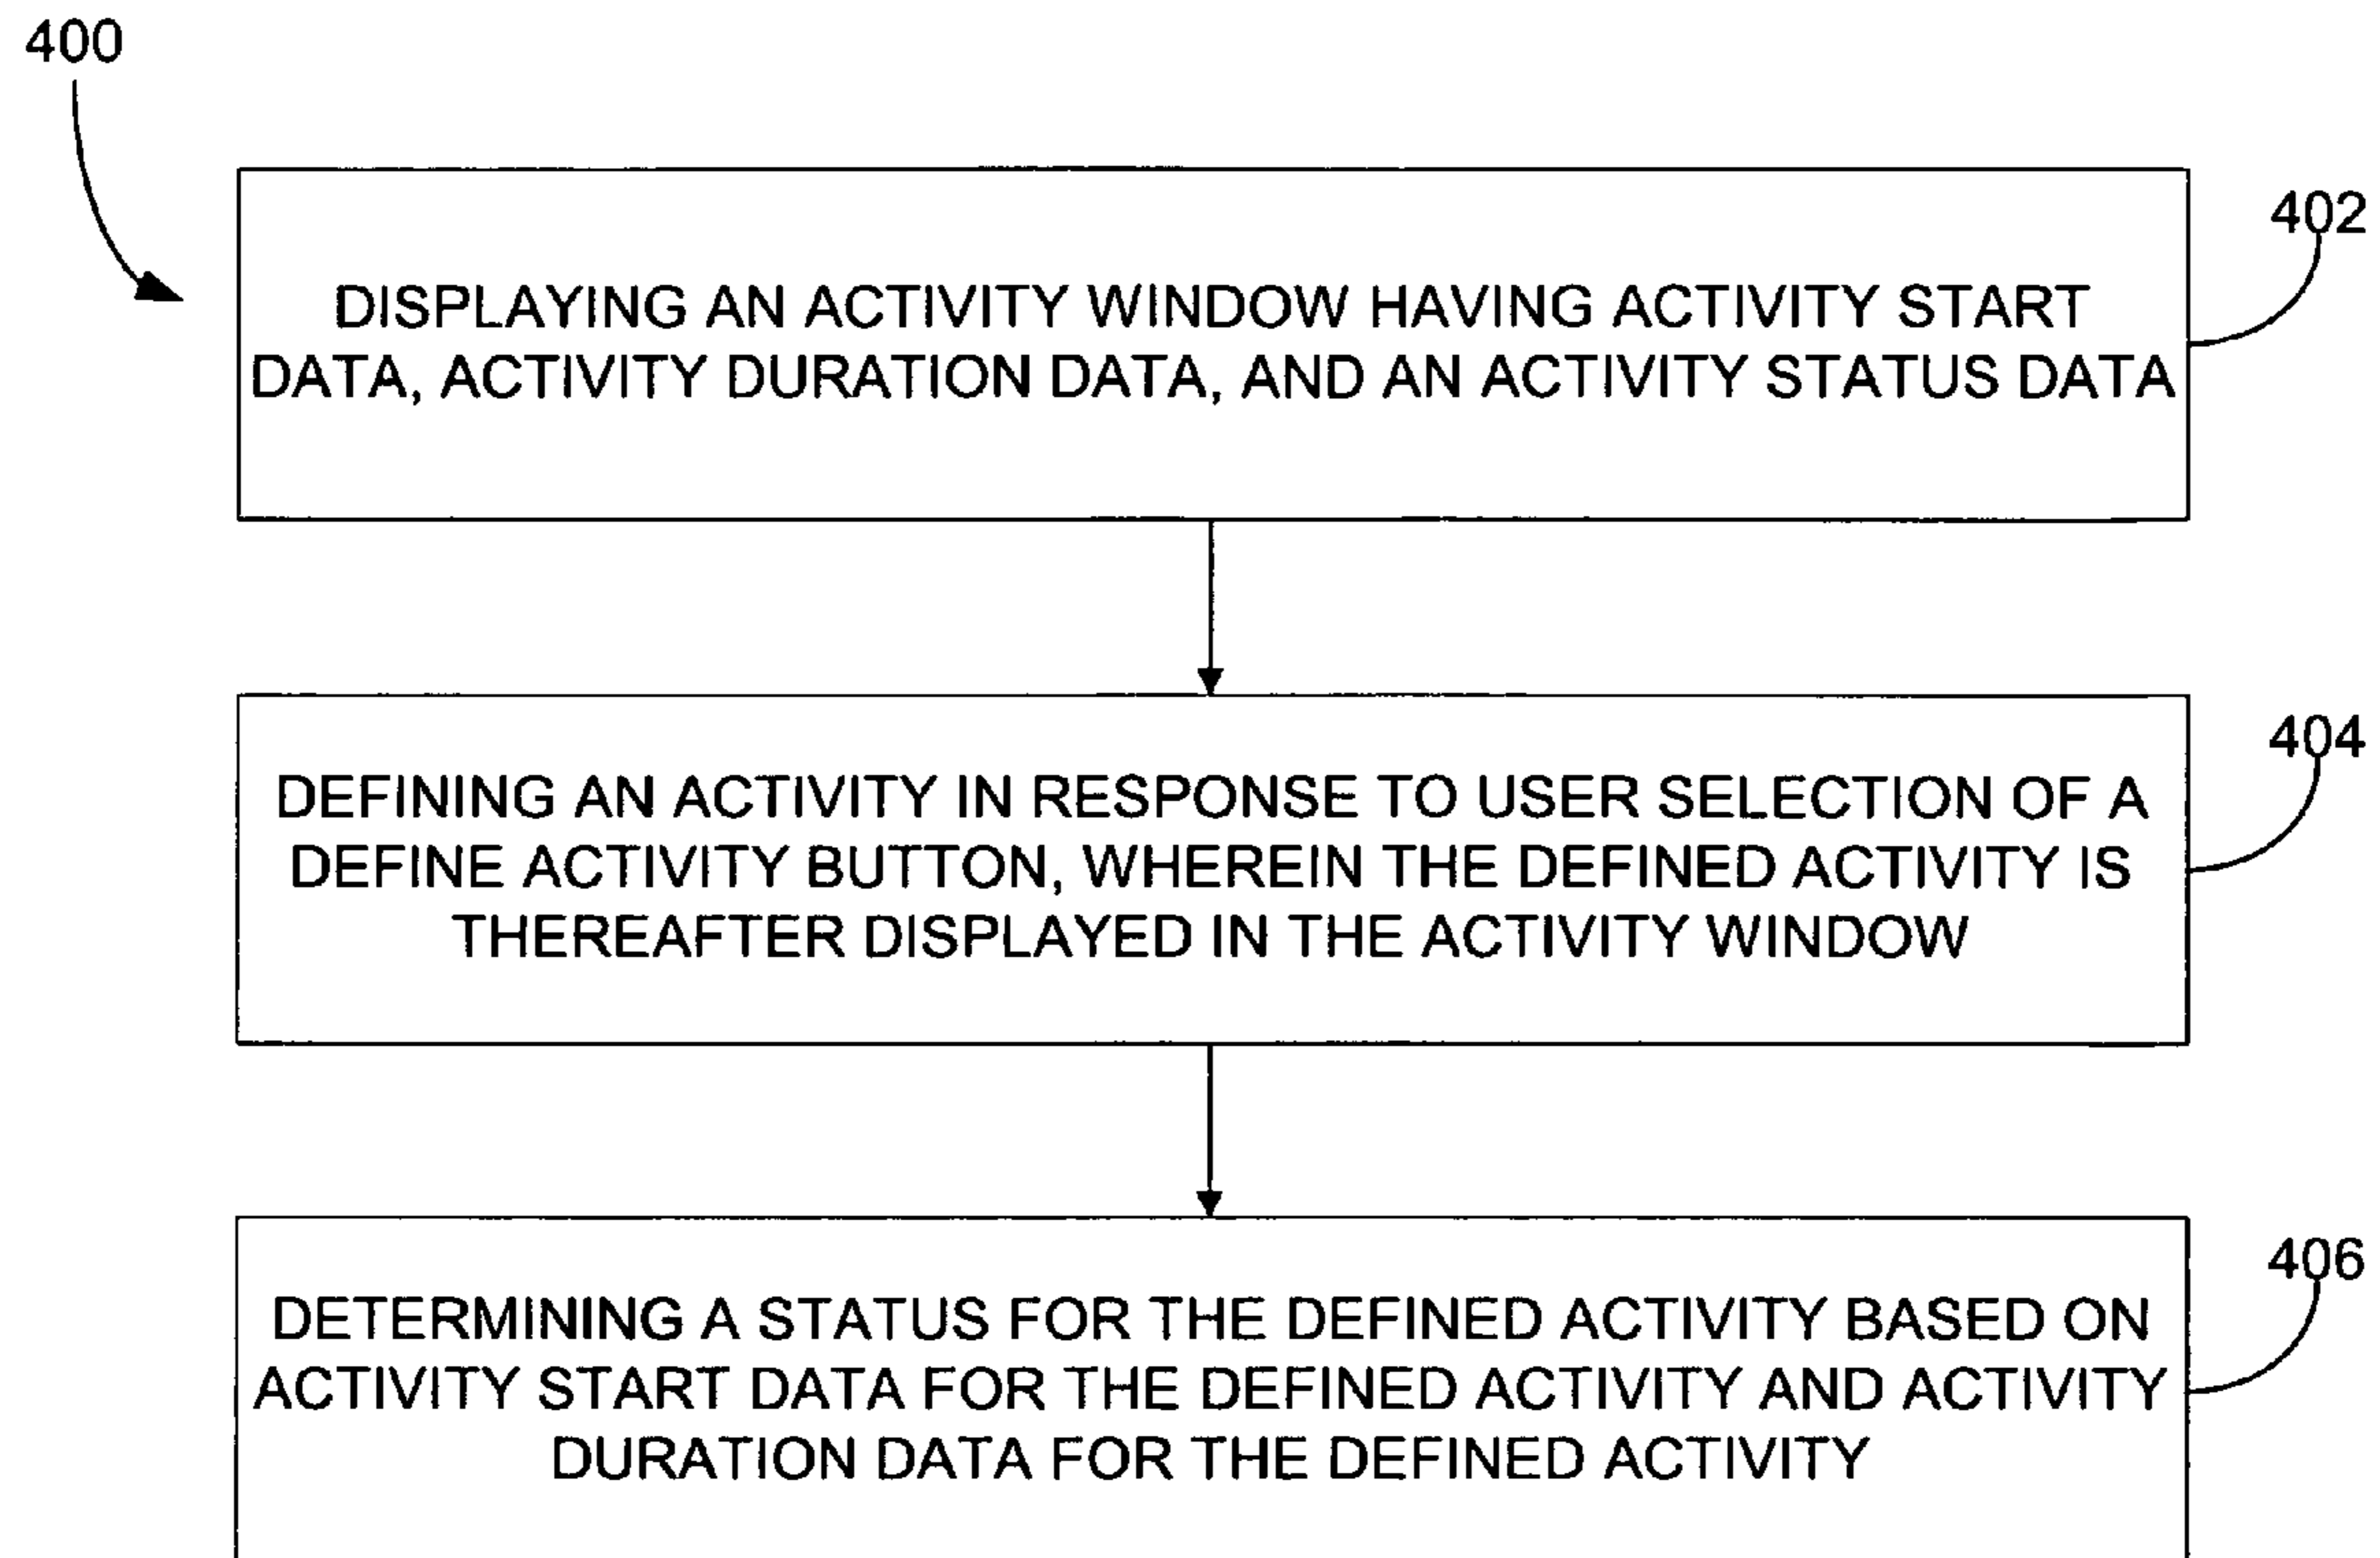 400
402
DISPLAYING AN ACTIVITY WINDOW HAVING ACTIVITY START
DATA, ACTIVITY DURATION DATA, AND AN ACTIVITY STATUS DATA
404
DEFINING AN ACTIVITY IN RESPONSE TO USER SELECTION OF A
DEFINE ACTIVITY BUTTON, WHEREIN THE DEFINED ACTIVITY IS
THEREAFTER DISPLAYED IN THE ACTIVITY WINDOW
406
DETERMINING A STATUS FOR THE DEFINED ACTIVITY BASED ON
ACTIVITY START DATA FOR THE DEFINED ACTIVITY AND ACTIVITY
DURATION DATA FOR THE DEFINED ACTIVITY